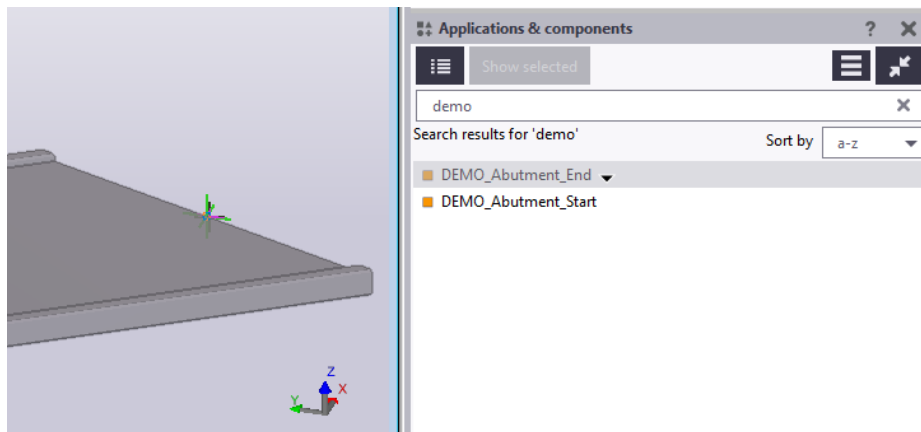 Applications & components ?
Show selected
demo
Search results for 'demo' Sort by a-z
DEMO_Abutment_End
DEMO_Abutment_Start
Z
X
Y